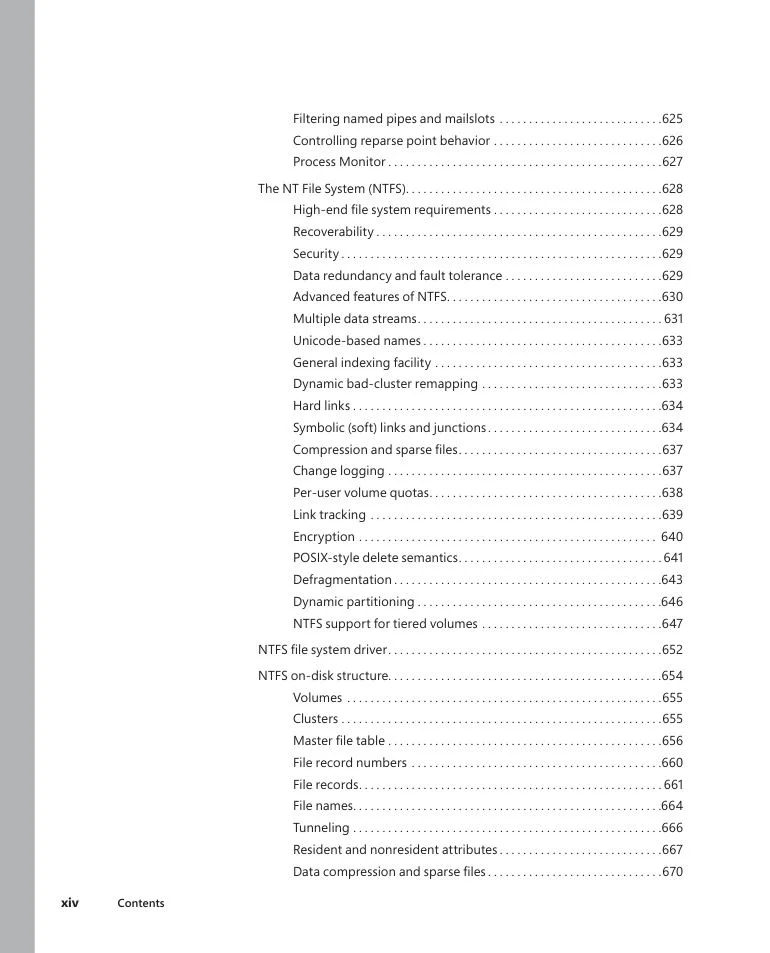 Filtering named pipes and mailslots . . . . . . . . . . . . . . . . . . . . . . . . . . . .625
Controlling reparse point behavior . . . . . . . . . . . . . . . . . . . . . . . . . . . . .626
Process Monitor . . . . . . . . . . . . . . . . . . . . . . . . . . . . . . . . . . . . . . . . . . . . . . .627
The NT File System (NTFS). . . . . . . . . . . . . . . . . . . . . . . . . . . . . . . . . . . . . . . . . . . .628
High-end file system requirements . . . . . . . . . . . . . . . . . . . . . . . . . . . . .628
Recoverability . . . . . . . . . . . . . . . . . . . . . . . . . . . . . . . . . . . . . . . . . . . . . . . . .629
Security . . . . . . . . . . . . . . . . . . . . . . . . . . . . . . . . . . . . . . . . . . . . . . . . . . . . . . .629
Data redundancy and fault tolerance . . . . . . . . . . . . . . . . . . . . . . . . . . .629
Advanced features of NTFS. . . . . . . . . . . . . . . . . . . . . . . . . . . . . . . . . . . . .630
Multiple data streams. . . . . . . . . . . . . . . . . . . . . . . . . . . . . . . . . . . . . . . . . . 631
Unicode-based names . . . . . . . . . . . . . . . . . . . . . . . . . . . . . . . . . . . . . . . . .633
General indexing facility . . . . . . . . . . . . . . . . . . . . . . . . . . . . . . . . . . . . . . .633
Dynamic bad-cluster remapping . . . . . . . . . . . . . . . . . . . . . . . . . . . . . . .633
Hard links . . . . . . . . . . . . . . . . . . . . . . . . . . . . . . . . . . . . . . . . . . . . . . . . . . . . .634
Symbolic (soft) links and junctions . . . . . . . . . . . . . . . . . . . . . . . . . . . . . .634
Compression and sparse files. . . . . . . . . . . . . . . . . . . . . . . . . . . . . . . . . . .637
Change logging . . . . . . . . . . . . . . . . . . . . . . . . . . . . . . . . . . . . . . . . . . . . . . .637
Per-user volume quotas. . . . . . . . . . . . . . . . . . . . . . . . . . . . . . . . . . . . . . . .638
Link tracking . . . . . . . . . . . . . . . . . . . . . . . . . . . . . . . . . . . . . . . . . . . . . . . . . .639
Encryption . . . . . . . . . . . . . . . . . . . . . . . . . . . . . . . . . . . . . . . . . . . . . . . . . . . 640
POSIX-style delete semantics. . . . . . . . . . . . . . . . . . . . . . . . . . . . . . . . . . . 641
Defragmentation . . . . . . . . . . . . . . . . . . . . . . . . . . . . . . . . . . . . . . . . . . . . . .643
Dynamic partitioning . . . . . . . . . . . . . . . . . . . . . . . . . . . . . . . . . . . . . . . . . .646
NTFS support for tiered volumes . . . . . . . . . . . . . . . . . . . . . . . . . . . . . . .647
NTFS file system driver. . . . . . . . . . . . . . . . . . . . . . . . . . . . . . . . . . . . . . . . . . . . . . .652
NTFS on-disk structure. . . . . . . . . . . . . . . . . . . . . . . . . . . . . . . . . . . . . . . . . . . . . . .654
Volumes . . . . . . . . . . . . . . . . . . . . . . . . . . . . . . . . . . . . . . . . . . . . . . . . . . . . . .655
Clusters . . . . . . . . . . . . . . . . . . . . . . . . . . . . . . . . . . . . . . . . . . . . . . . . . . . . . . .655
Master file table . . . . . . . . . . . . . . . . . . . . . . . . . . . . . . . . . . . . . . . . . . . . . . .656
File record numbers . . . . . . . . . . . . . . . . . . . . . . . . . . . . . . . . . . . . . . . . . . .660
File records. . . . . . . . . . . . . . . . . . . . . . . . . . . . . . . . . . . . . . . . . . . . . . . . . . . . 661
File names. . . . . . . . . . . . . . . . . . . . . . . . . . . . . . . . . . . . . . . . . . . . . . . . . . . . .664
Tunneling . . . . . . . . . . . . . . . . . . . . . . . . . . . . . . . . . . . . . . . . . . . . . . . . . . . . .666
Resident and nonresident attributes . . . . . . . . . . . . . . . . . . . . . . . . . . . .667
Data compression and sparse files . . . . . . . . . . . . . . . . . . . . . . . . . . . . . .670
xiv Contents